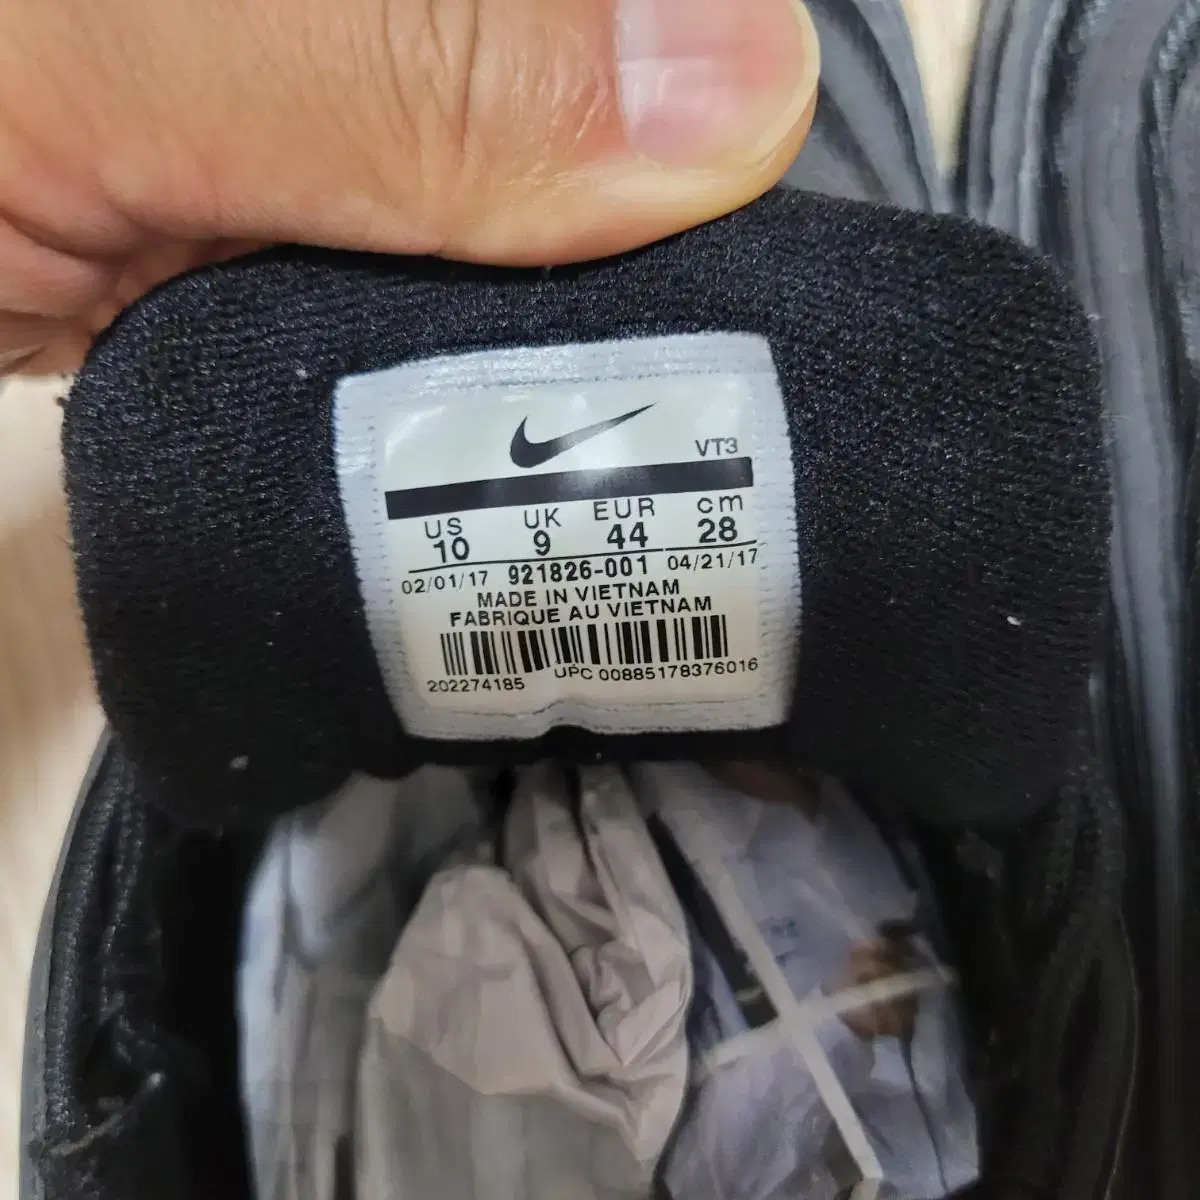 VT3
US UK EUR cm
10 9 44 28
02/01/17 921826-001 04/21/17
MADE IN VIETNAM
FABRIQUE AU VIETNAM
202274185 UPC 00885178376016